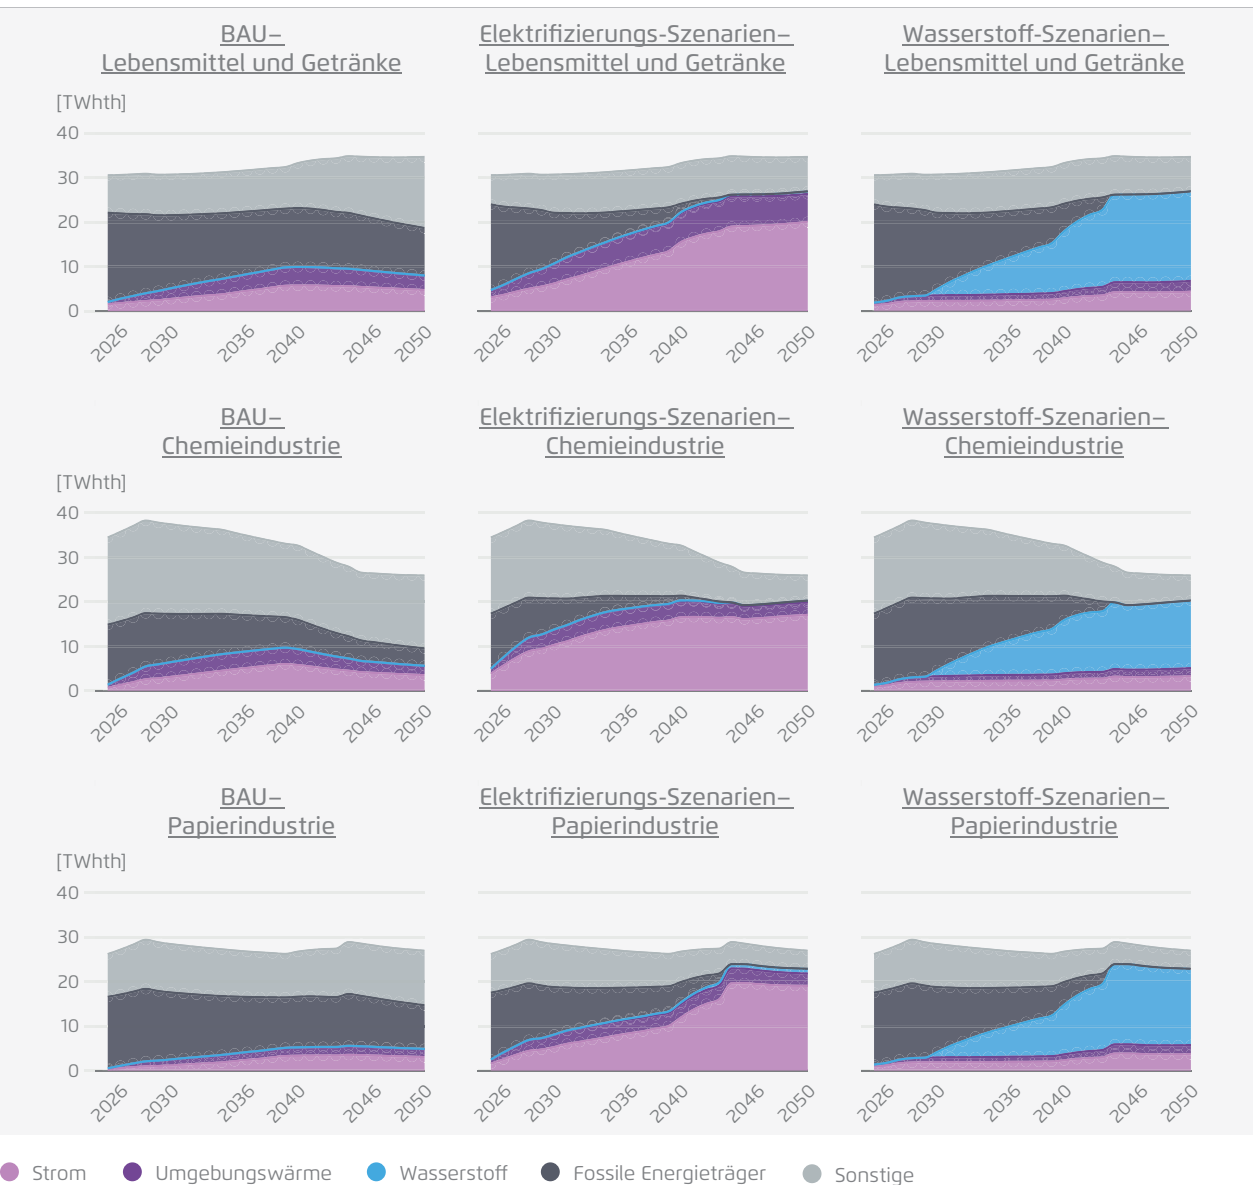 BAU–
Lebensmittel und Getränke
Elektrifizierungs-Szenarien–
Lebensmittel und Getränke
Wasserstoff-Szenarien–
Lebensmittel und Getränke
[TWhth]
40
30
20
10
0
2026 2030 2036 2040 2046 2050
2026 2030 2036 2040 2046 2050
2026 2030 2036 2040 2046 2050
BAU–
Chemieindustrie
Elektrifizierungs-Szenarien–
Chemieindustrie
Wasserstoff-Szenarien–
Chemieindustrie
[TWhth]
40
30
20
10
0
2026 2030 2036 2040 2046 2050
2026 2030 2036 2040 2046 2050
2026 2030 2036 2040 2046 2050
BAU–
Papierindustrie
Elektrifizierungs-Szenarien–
Papierindustrie
Wasserstoff-Szenarien–
Papierindustrie
[TWhth]
40
30
20
10
0
2026 2030 2036 2040 2046 2050
2026 2030 2036 2040 2046 2050
2026 2030 2036 2040 2046 2050
Strom Umgebungswärme Wasserstoff Fossile Energieträger Sonstige